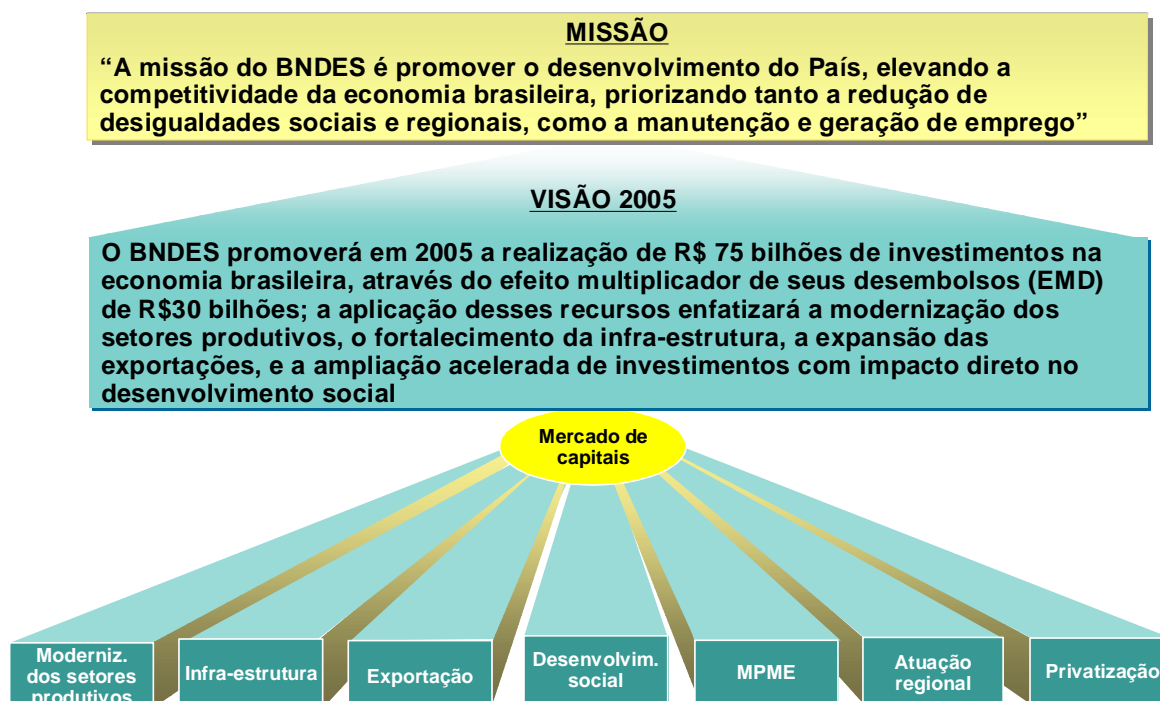 MISSÃO
“A missão do BNDES é promover o desenvolvimento do País, elevando a
competitividade da economia brasileira, priorizando tanto a redução de
desigualdades sociais e regionais, como a manutenção e geração de emprego”
VISÃO 2005
O BNDES promoverá em 2005 a realização de R$ 75 bilhões de investimentos na
economia brasileira, através do efeito multiplicador de seus desembolsos (EMD)
de R$30 bilhões; a aplicação desses recursos enfatizará a modernização dos
setores produtivos, o fortalecimento da infra-estrutura, a expansão das
exportações, e a ampliação acelerada de investimentos com impacto direto no
desenvolvimento social
Mercado de
capitais
Moderniz.
dos setores
produtivos
Infra-estrutura
Exportação
Desenvolvim.
social
MPME
Atuação
regional
Privatização